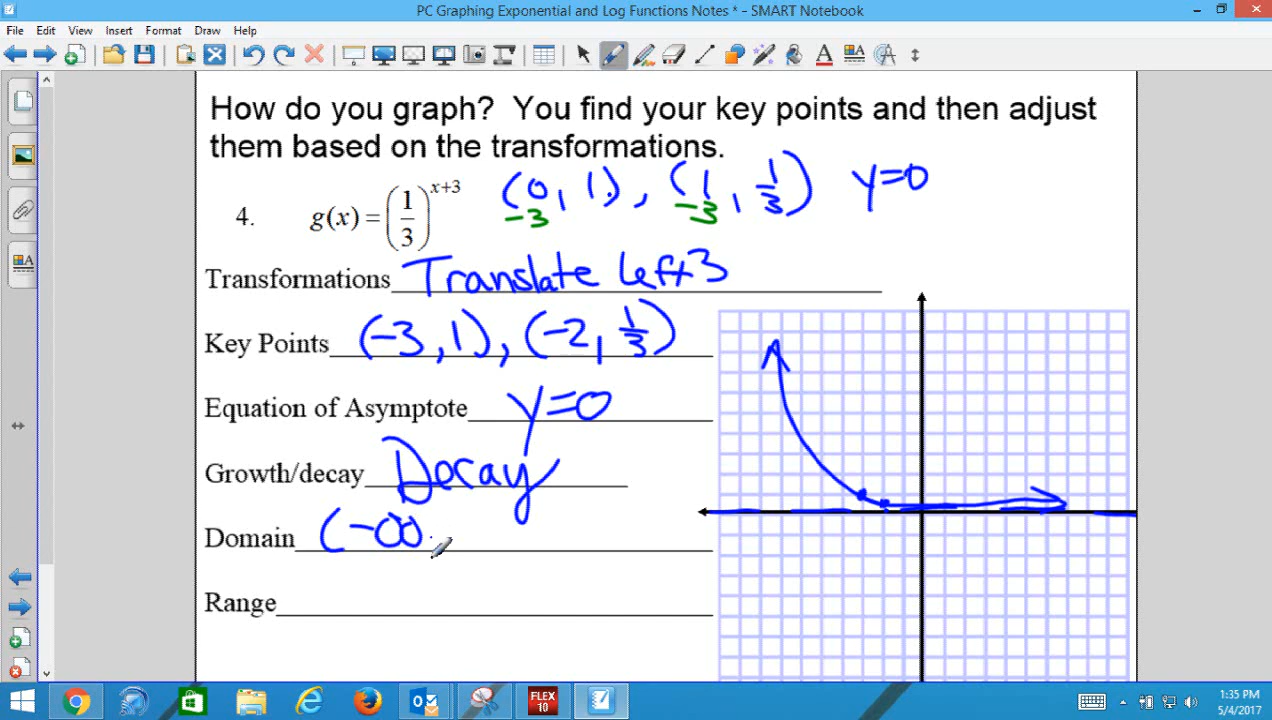 PC Graphing Exponential and Log Functions Notes * - SMART Notebook
File Edit View Insert Format Draw Help
How do you graph? You find your key points and then adjust
them based on the transformations.
4. g(x) = (1/3)^(x+3) (0, 1), (1, 1/3) y=0
-3 -3
Transformations Translate left 3
Key Points (-3, 1), (-2, 1/3)
Equation of Asymptote y=0
Growth/decay Decay
Domain (-∞
Range
FLEX
10
1:35 PM
5/4/2017